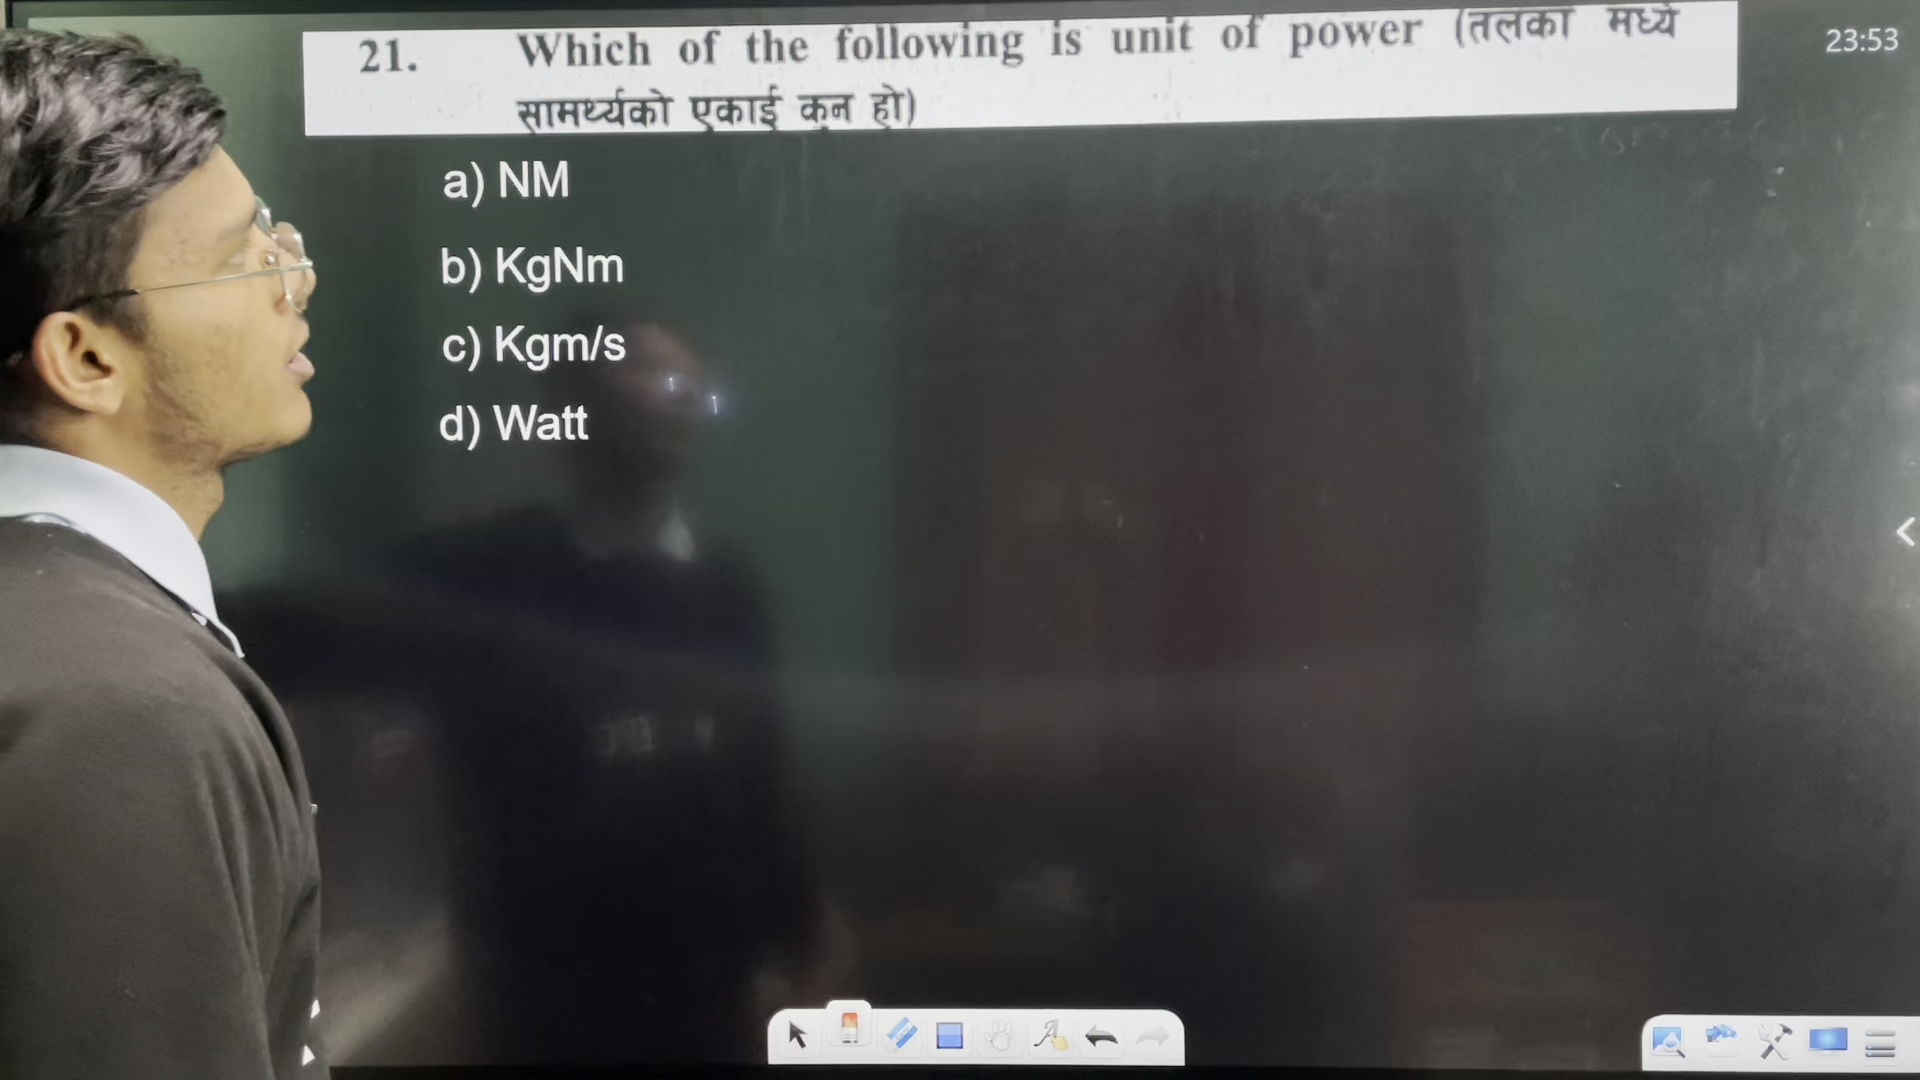 21. Which of the following is unit of power (तलका मध्ये
सामर्थ्यको एकाई कुन हो)
23:53
a) NM
b) KgNm
c) Kgm/s
d) Watt